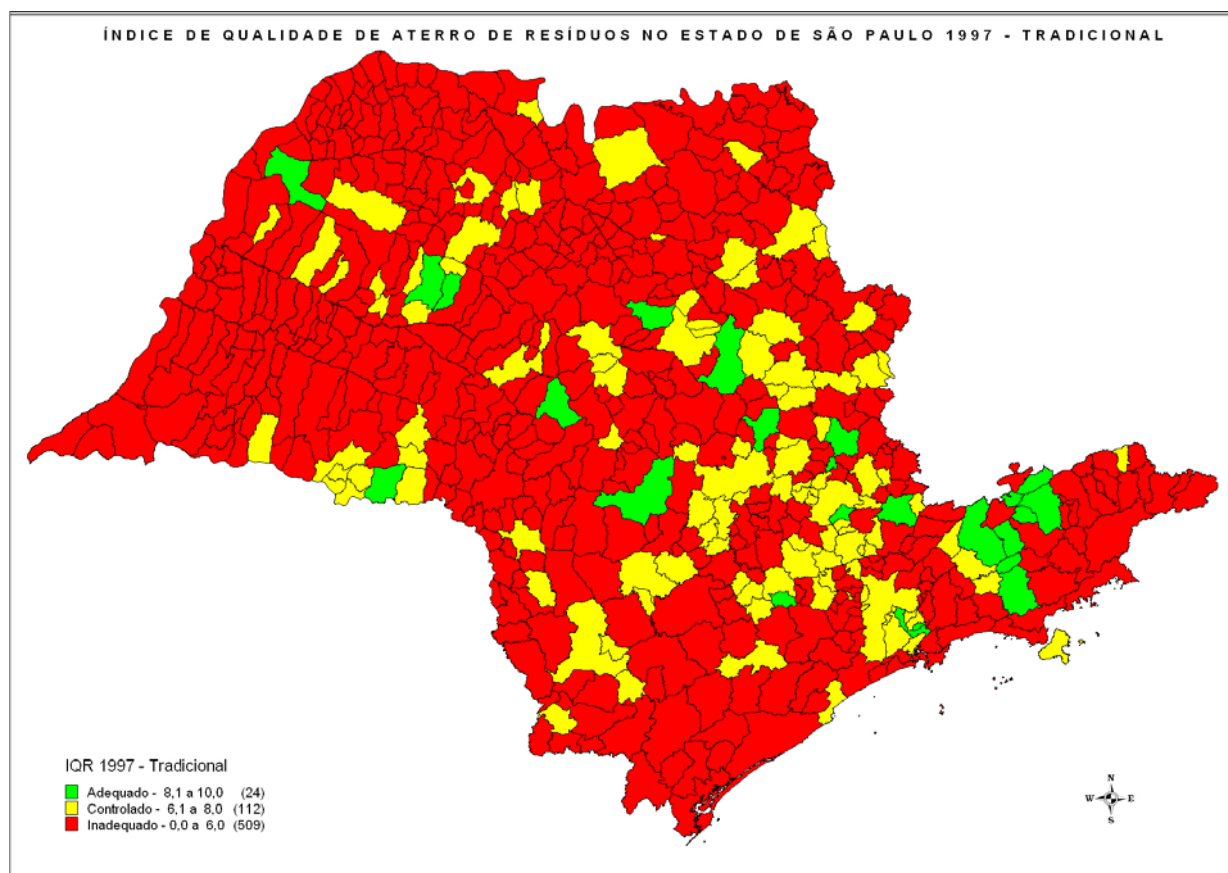 ÍNDICE DE QUALIDADE DE ATERRO DE RESÍDUOS NO ESTADO DE SÃO PAULO 1997 - TRADICIONAL
IQR 1997 - Tradicional
Adequado - 8,1 a 10,0 (24)
Controlado - 6,1 a 8,0 (112)
Inadequado - 0,0 a 6,0 (509)
N
W E
S